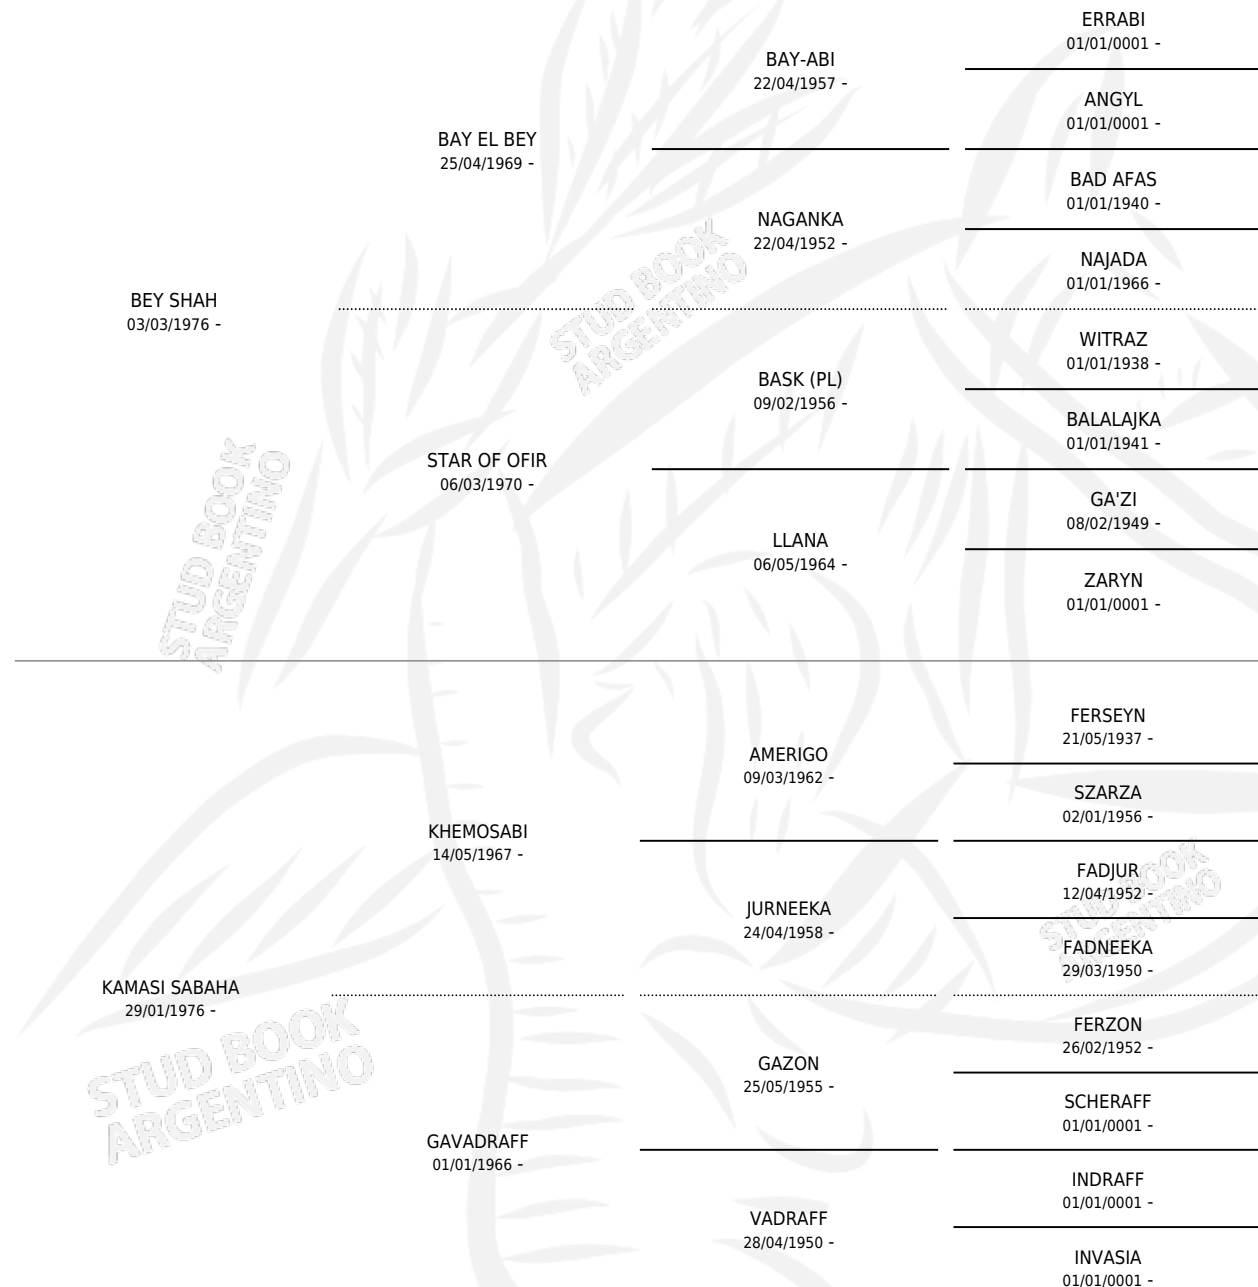 ERRABI
01/01/0001 -
BAY-ABI
22/04/1957 -
ANGYL
01/01/0001 -
BAY EL BEY
25/04/1969 -
BAD AFAS
01/01/1940 -
NAGANKA
22/04/1952 -
NAJADA
01/01/1966 -
BEY SHAH
03/03/1976 -
WITRAZ
01/01/1938 -
BASK (PL)
09/02/1956 -
BALALAJKA
01/01/1941 -
STAR OF OFIR
06/03/1970 -
GA'ZI
08/02/1949 -
LLANA
06/05/1964 -
ZARYN
01/01/0001 -
FERSEYN
21/05/1937 -
AMERIGO
09/03/1962 -
SZARZA
02/01/1956 -
KHEMOSABI
14/05/1967 -
FADJUR
12/04/1952 -
JURNEEKA
24/04/1958 -
FADNEEKA
29/03/1950 -
KAMASI SABAHA
29/01/1976 -
FERZON
26/02/1952 -
GAZON
25/05/1955 -
SCHERAFF
01/01/0001 -
GAVADRAFF
01/01/1966 -
INDRAFF
01/01/0001 -
VADRAFF
28/04/1950 -
INVASIA
01/01/0001 -
STUD BOOK
ARGENTINO
STUD BOOK
ARGENTINO
STUD BOOK
ARGENTINO
STUD BOOK
ARGENTINO